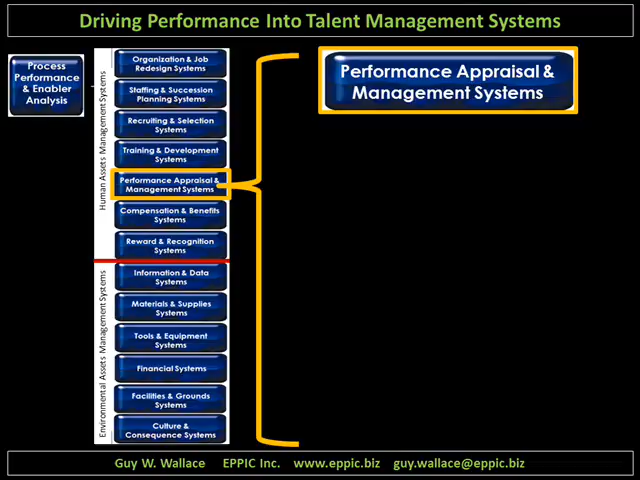 Driving Performance Into Talent Management Systems
Process
Performance
& Enabler
Analysis
Human Assets Management Systems
Organization & Job
Redesign Systems
Staffing & Succession
Planning Systems
Recruiting & Selection
Systems
Training & Development
Systems
Performance Appraisal &
Management Systems
Compensation & Benefits
Systems
Reward & Recognition
Systems
Environmental Assets Management Systems
Information & Data
Systems
Materials & Supplies
Systems
Tools & Equipment
Systems
Financial Systems
Facilities & Grounds
Systems
Culture &
Consequence Systems
Performance Appraisal &
Management Systems
Guy W. Wallace EPPIC Inc. www.eppic.biz guy.wallace@eppic.biz